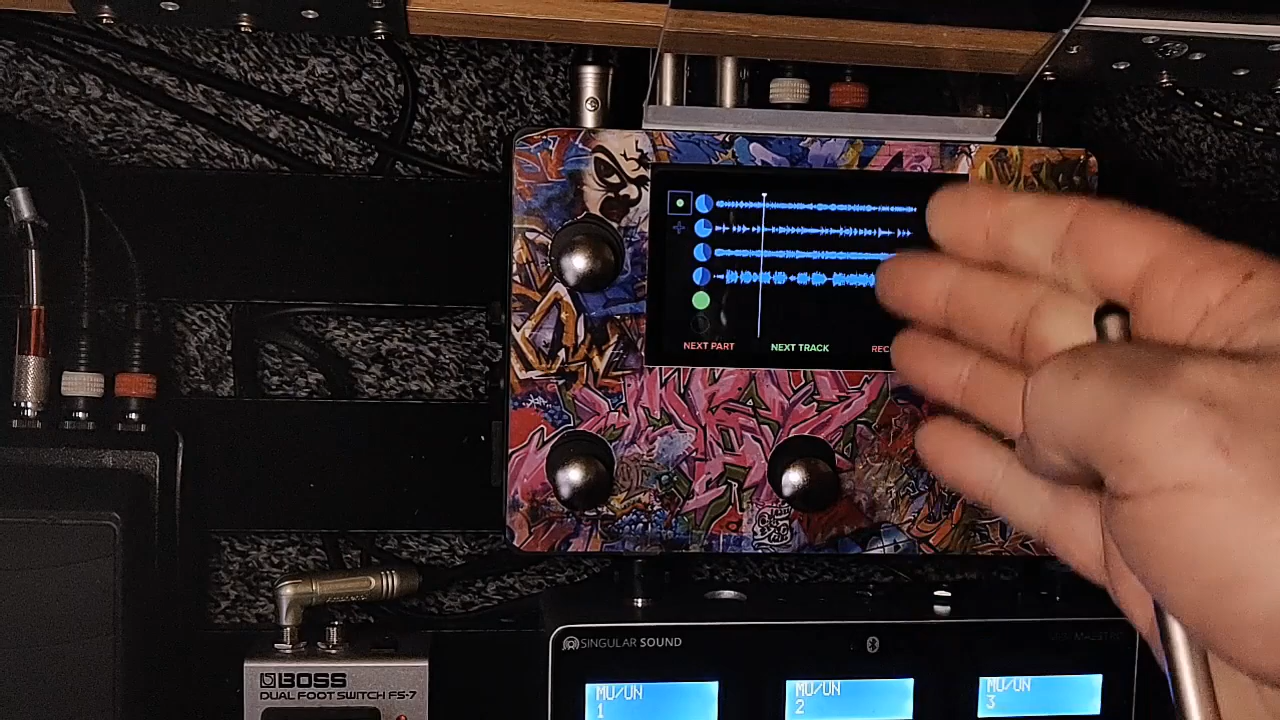 NEXT PART
NEXT TRACK
REC
SINGULAR SOUND
BOSS
DUAL FOOT SWITCH FS-7
MU/UN
1
MU/UN
2
MU/UN
3